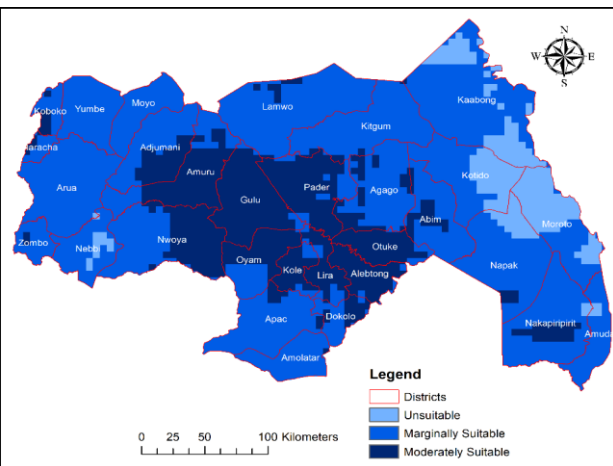 N
W E
S
Kaabong
Lamwo
Koboko
Yumbe
Moyo
Kitgum
Maracha
Adjumani
Amuru
Kotido
Pader
Agago
Arua
Gulu
Abim
Moroto
Zombo
Nebbi
Nwoya
Otuke
Oyam
Kole
Lira
Alebtong
Napak
Apac
Dokolo
Nakapiripirit
Amuda
Amolatar
Legend
Districts
Unsuitable
Marginally Suitable
Moderately Suitable
0 25 50 100 Kilometers